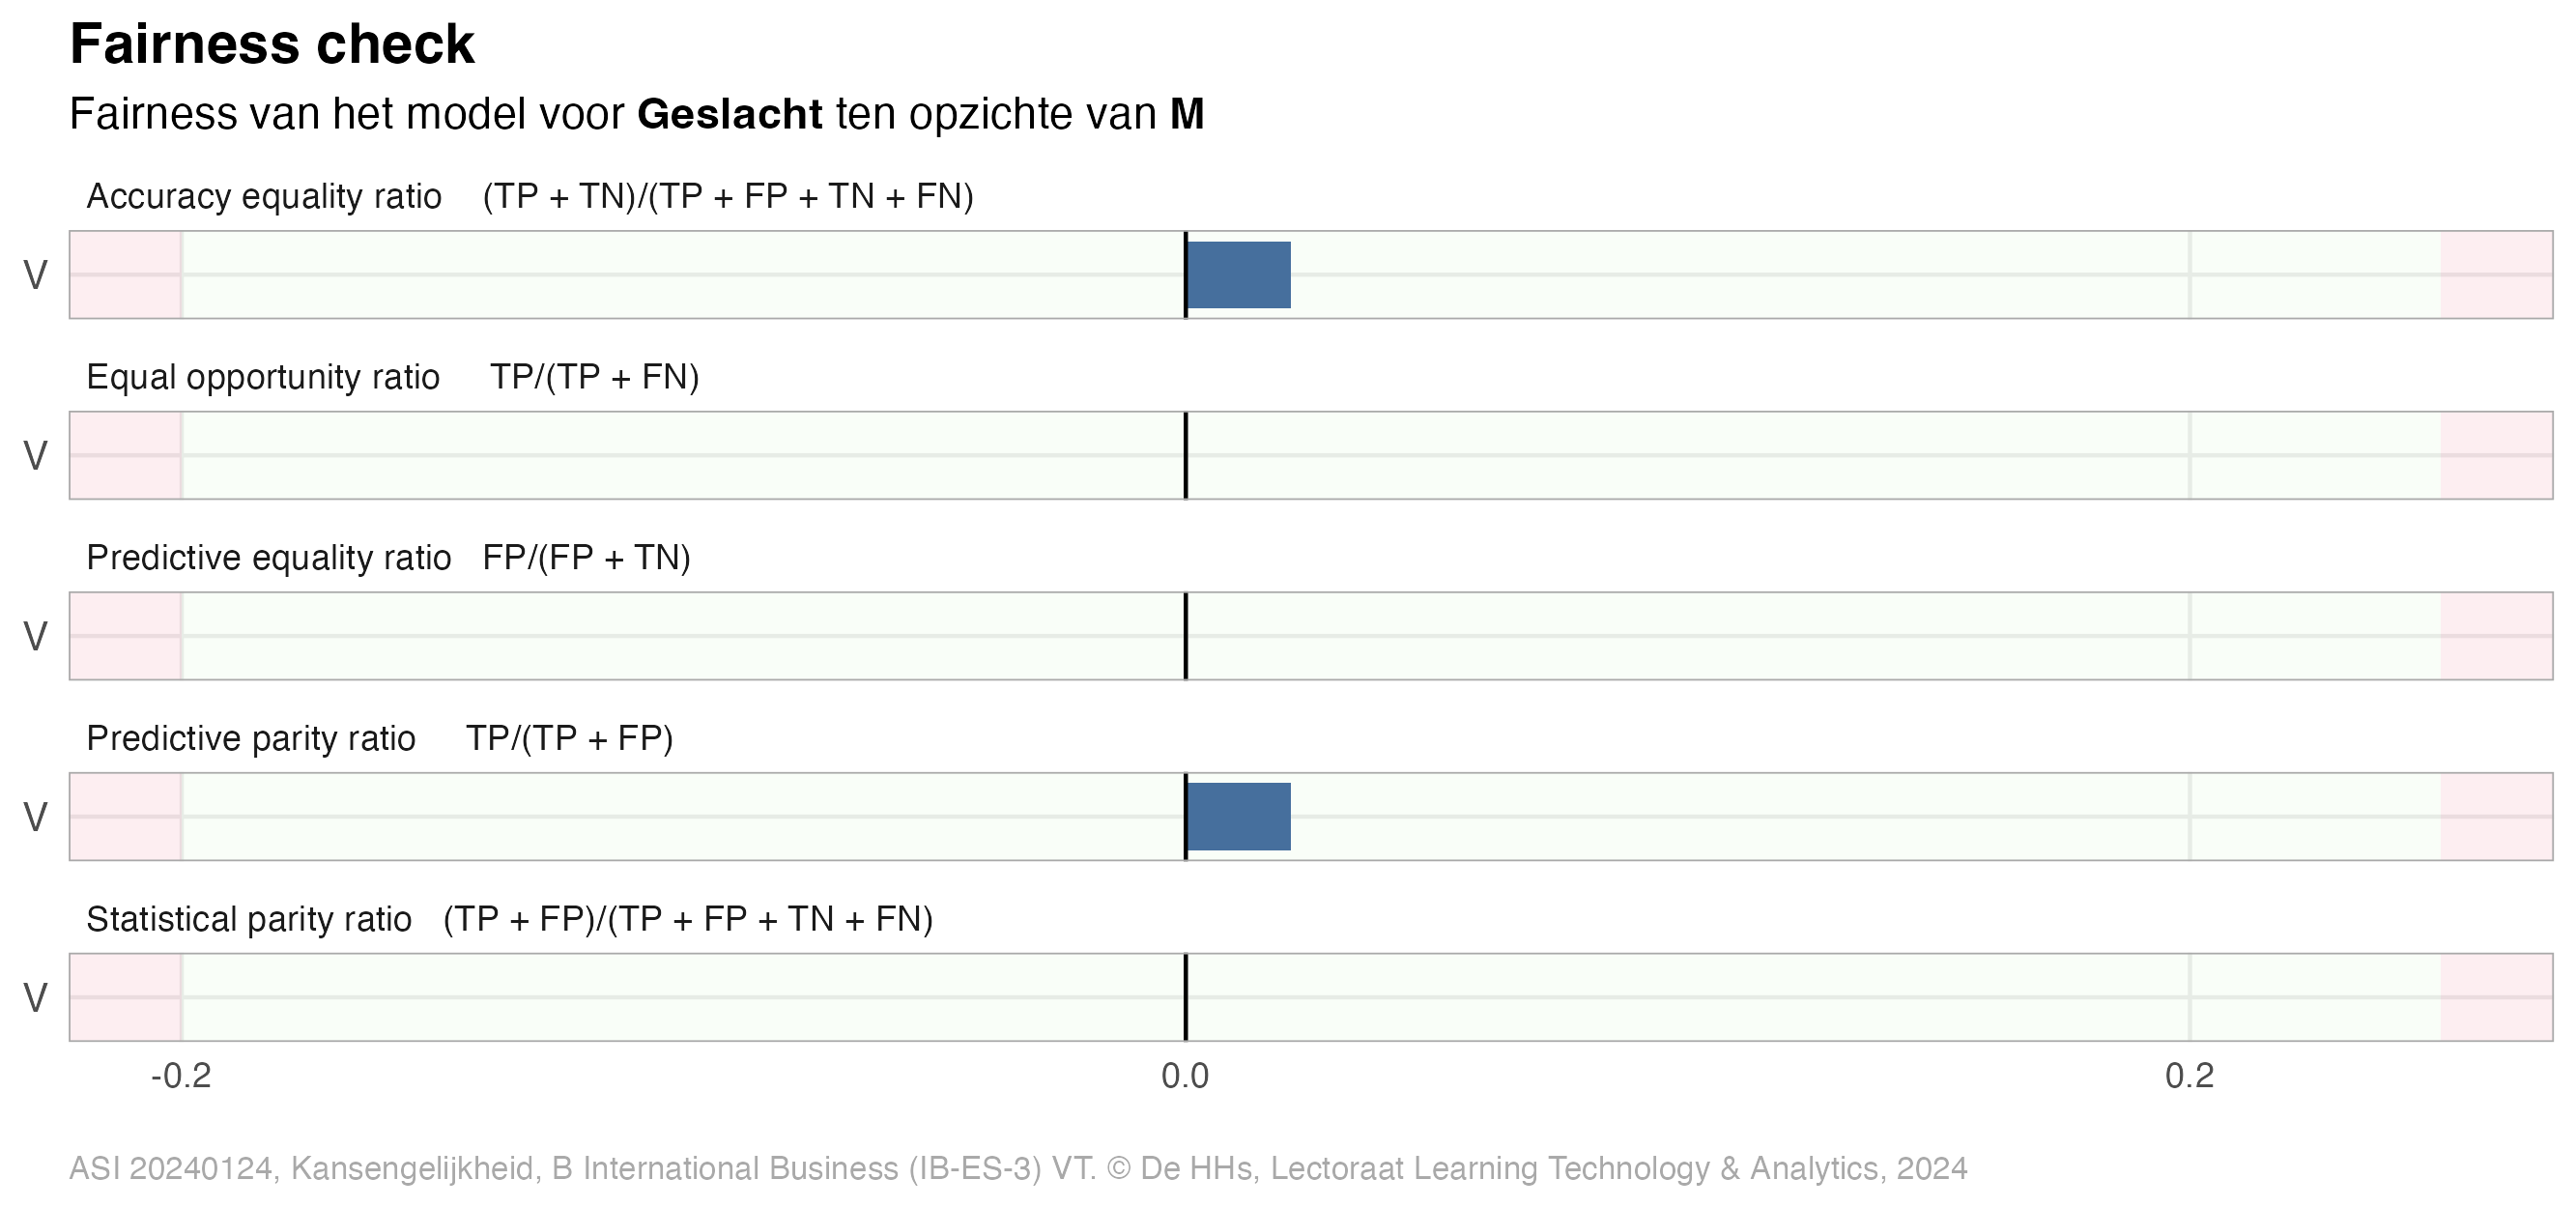 Fairness check
Fairness van het model voor Geslacht ten opzichte van M
Accuracy equality ratio (TP + TN)/(TP + FP + TN + FN)
V
Equal opportunity ratio TP/(TP + FN)
V
Predictive equality ratio FP/(FP + TN)
V
Predictive parity ratio TP/(TP + FP)
V
Statistical parity ratio (TP + FP)/(TP + FP + TN + FN)
V
-0.2 0.0 0.2
ASI 20240124, Kansengelijkheid, B International Business (IB-ES-3) VT. © De HHs, Lectoraat Learning Technology & Analytics, 2024